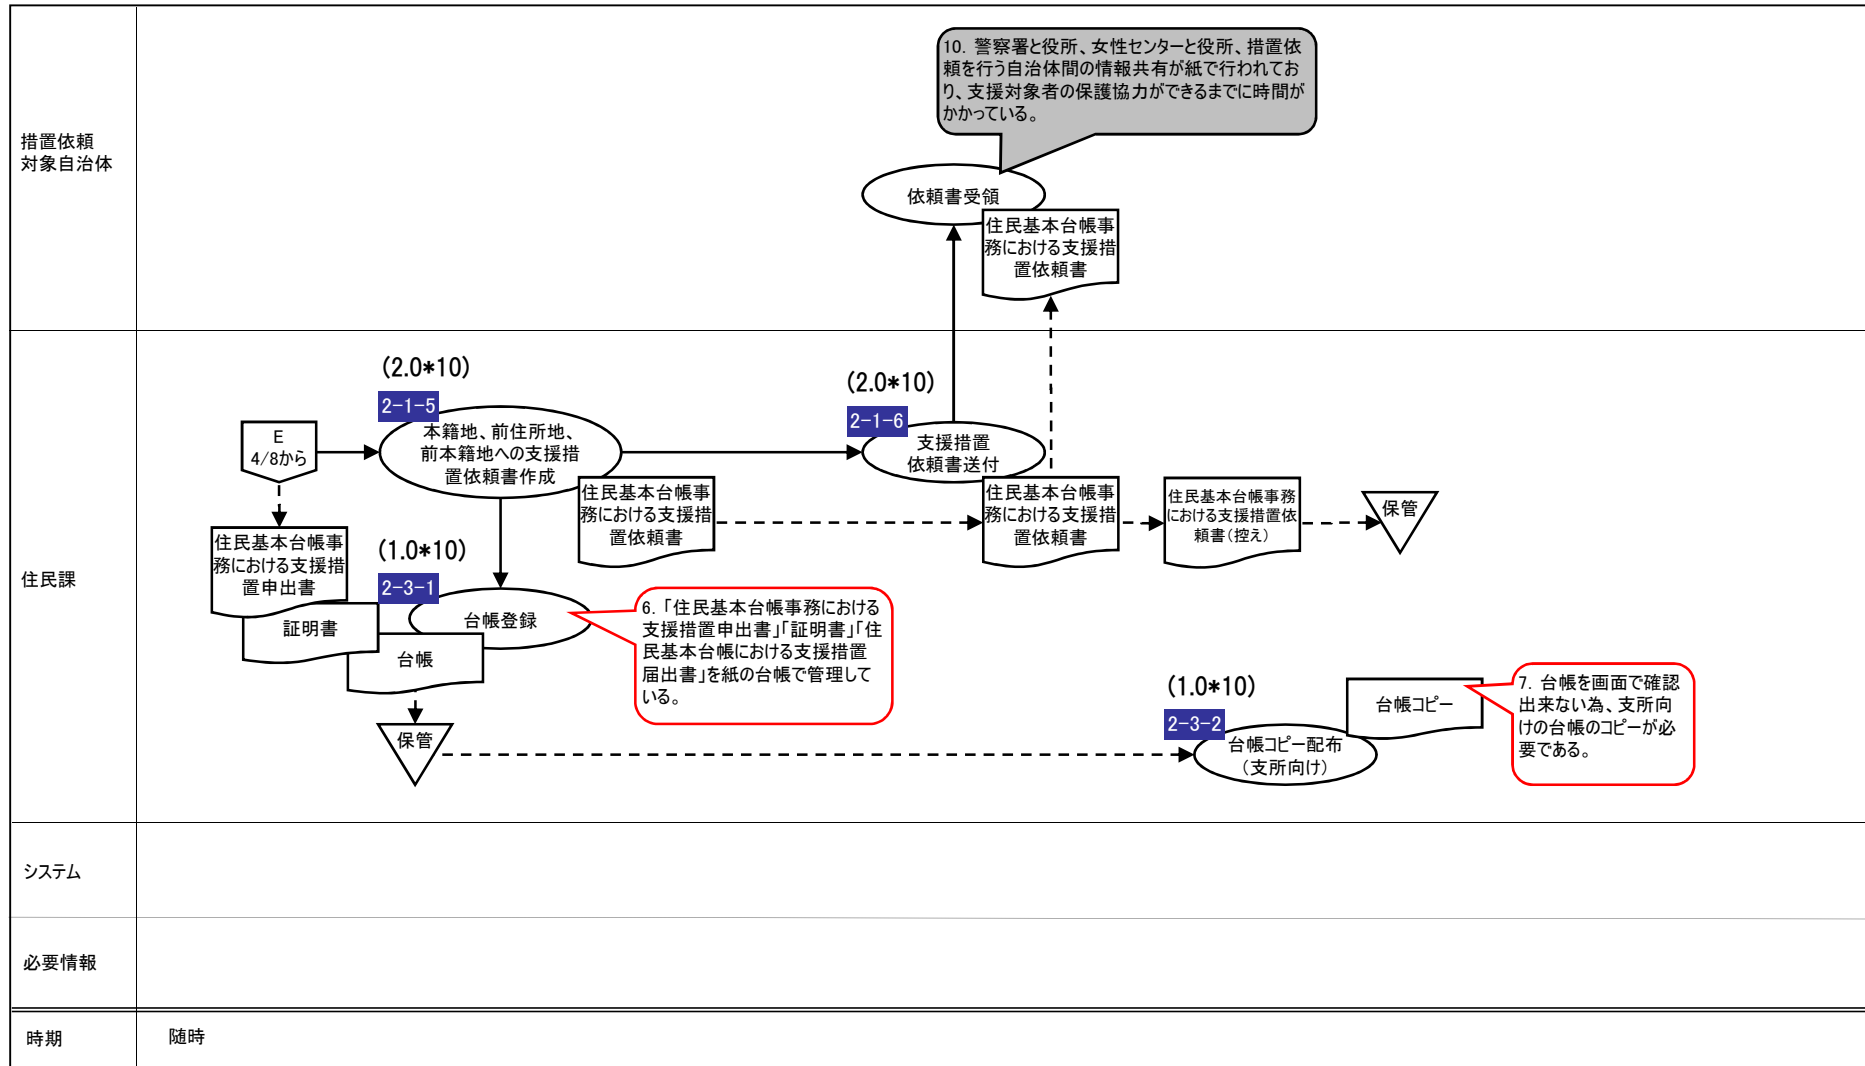 措置依頼
対象自治体
10. 警察署と役所、女性センターと役所、措置依
頼を行う自治体間の情報共有が紙で行われてお
り、支援対象者の保護協力ができるまでに時間が
かかっている。
依頼書受領
住民基本台帳事
務における支援措
置依頼書
住民課
(2.0*10)
2-1-5
本籍地、前住所地、
前本籍地への支援措
置依頼書作成
(2.0*10)
2-1-6
支援措置
依頼書送付
E
4/8から
住民基本台帳事
務における支援措
置依頼書
住民基本台帳事
務における支援措
置依頼書
住民基本台帳事務
における支援措置依
頼書(控え)
保管
住民基本台帳事
務における支援措
置申出書
証明書
台帳
(1.0*10)
2-3-1
台帳登録
6. 「住民基本台帳事務における
支援措置申出書」「証明書」「住
民基本台帳における支援措置
届出書」を紙の台帳で管理して
いる。
保管
(1.0*10)
2-3-2
台帳コピー配布
(支所向け)
台帳コピー
7. 台帳を画面で確認
出来ない為、支所向
けの台帳のコピーが必
要である。
システム
必要情報
時期
随時